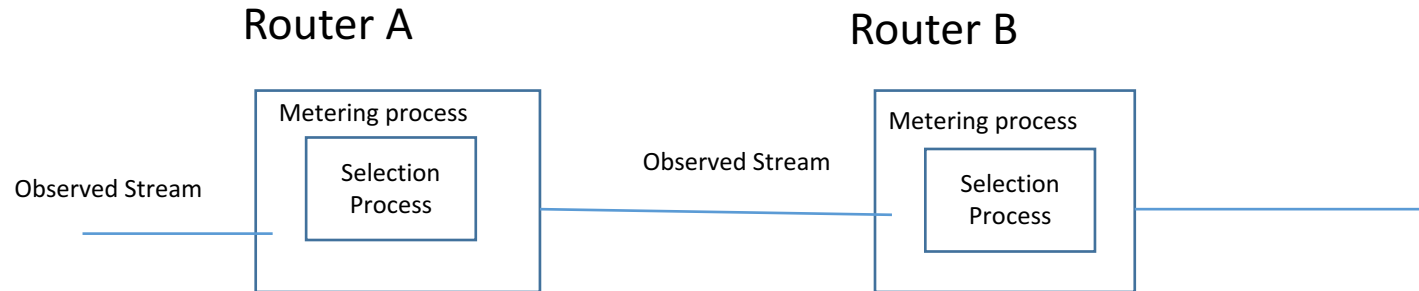 Router A
Router B
Metering process
Selection
Process
Observed Stream
Observed Stream
Metering process
Selection
Process